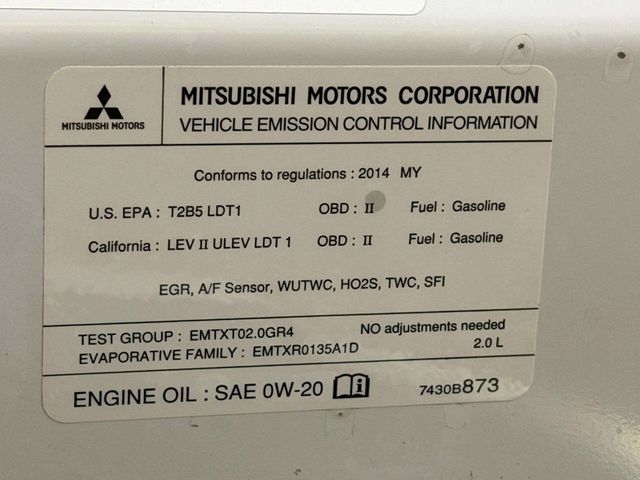 MITSUBISHI MOTORS
MITSUBISHI MOTORS CORPORATION
VEHICLE EMISSION CONTROL INFORMATION
Conforms to regulations : 2014 MY
U.S. EPA : T2B5 LDT1 OBD : II Fuel : Gasoline
California : LEV II ULEV LDT 1 OBD : II Fuel : Gasoline
EGR, A/F Sensor, WUTWC, HO2S, TWC, SFI
TEST GROUP : EMTXT02.0GR4 NO adjustments needed
EVAPORATIVE FAMILY : EMTXR0135A1D 2.0 L
ENGINE OIL : SAE 0W-20 7430B873